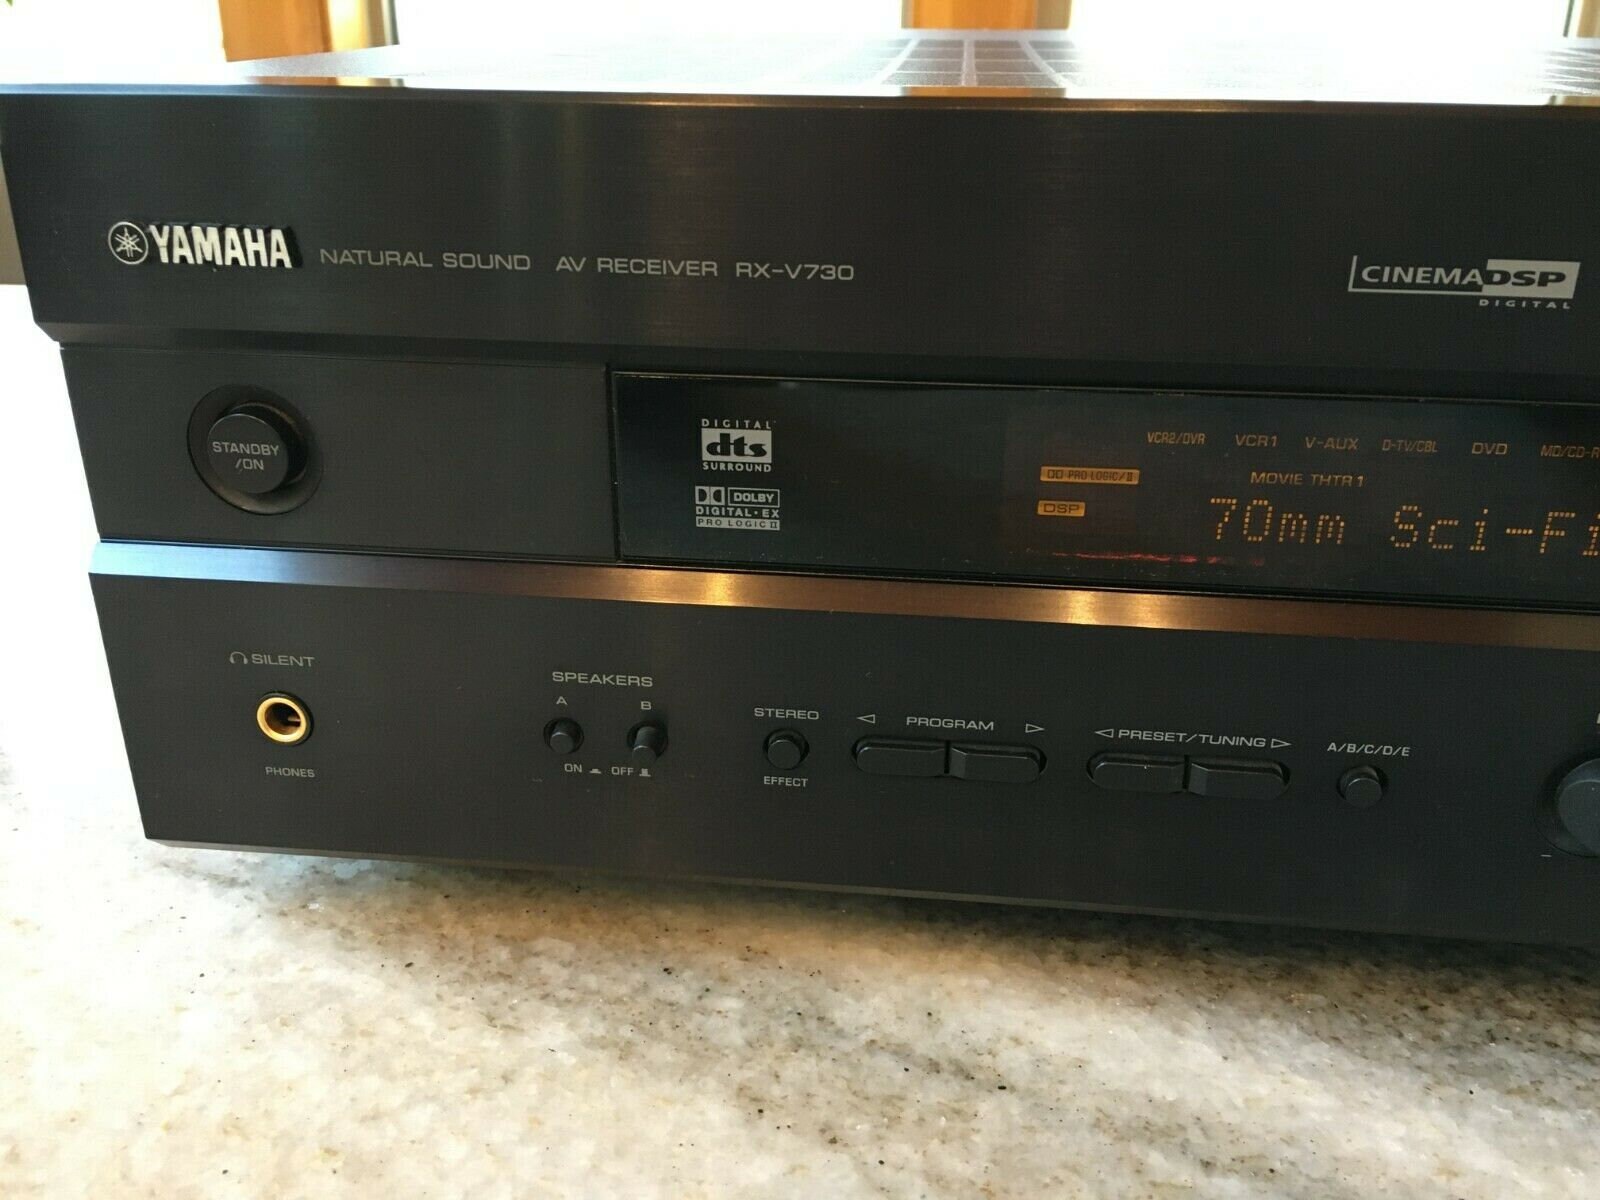 YAMAHA NATURAL SOUND AV RECEIVER RX-V730
CINEMA DSP
DIGITAL
STANDBY
/ON
DIGITAL
dts
SURROUND
DOLBY
DIGITAL·EX
PRO LOGIC II
VCR2/DVR VCR1 V-AUX D-TV/CBL DVD MD/CD-R
PRO LOGIC/II
MOVIE THTR 1
DSP
70mm Sci-Fi
SILENT
PHONES
SPEAKERS
A B
ON OFF
STEREO
EFFECT
◁ PROGRAM ▷
◁ PRESET/TUNING ▷
A/B/C/D/E